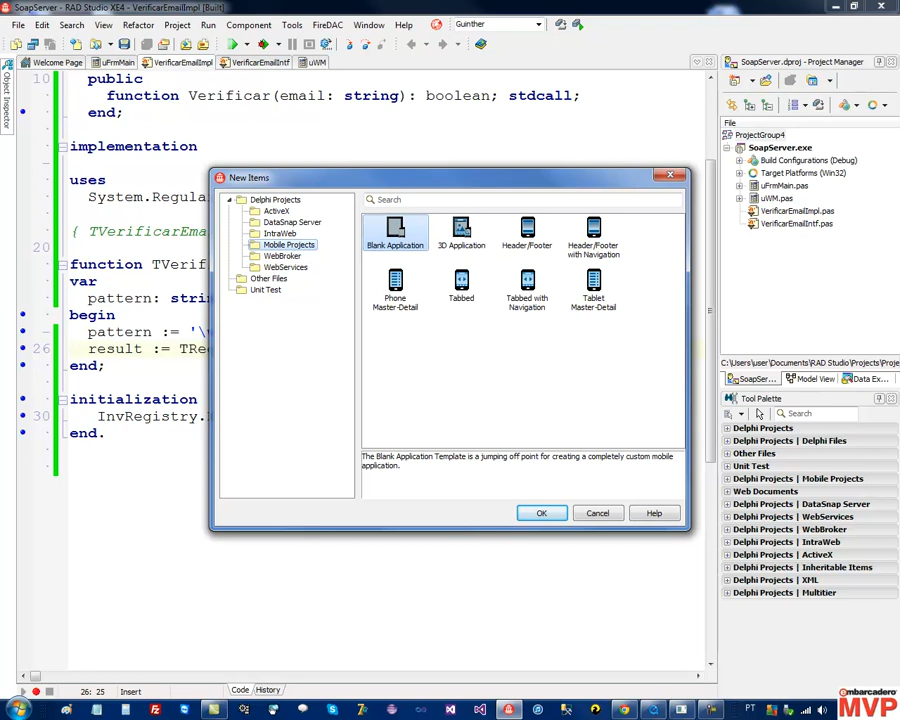 SoapServer - RAD Studio XE4 - VerificarEmailImpl [Built]
File Edit Search View Refactor Project Run Component Tools FireDAC Window Help Gunther
Welcome Page uFrmMain VerificarEmailImpl VerificarEmailIntf uWM
Object Inspector
10 public
function Verificar(email: string): boolean; stdcall;
end;
implementation
uses
System.Regula
20 { TVerificarEma
function TVerif
var
pattern: strin
begin
pattern := '\w
26 result := TReg
end;
initialization
30 InvRegistry.
end.
26: 25 Insert
Code History
New Items
Delphi Projects
ActiveX
DataSnap Server
IntraWeb
Mobile Projects
WebBroker
WebServices
Other Files
Unit Test
Search
Blank Application 3D Application Header/Footer Header/Footer
with Navigation
Phone
Master-Detail
Tabbed
Tabbed with
Navigation
Tablet
Master-Detail
The Blank Application Template is a jumping off point for creating a completely custom mobile
application.
OK Cancel Help
SoapServer.dproj - Project Manager
File
ProjectGroup4
SoapServer.exe
Build Configurations (Debug)
Target Platforms (Win32)
uFrmMain.pas
uWM.pas
VerificarEmailImpl.pas
VerificarEmailIntf.pas
C:\Users\user\Documents\RAD Studio\Projects\Proje
SoapSer... Model View Data Ex...
Tool Palette
Search
Delphi Projects
Delphi Projects | Delphi Files
Other Files
Unit Test
Delphi Projects | Mobile Projects
Web Documents
Delphi Projects | DataSnap Server
Delphi Projects | WebServices
Delphi Projects | WebBroker
Delphi Projects | IntraWeb
Delphi Projects | ActiveX
Delphi Projects | Inheritable Items
Delphi Projects | XML
Delphi Projects | Multitier
PT
embarcadero
MVP